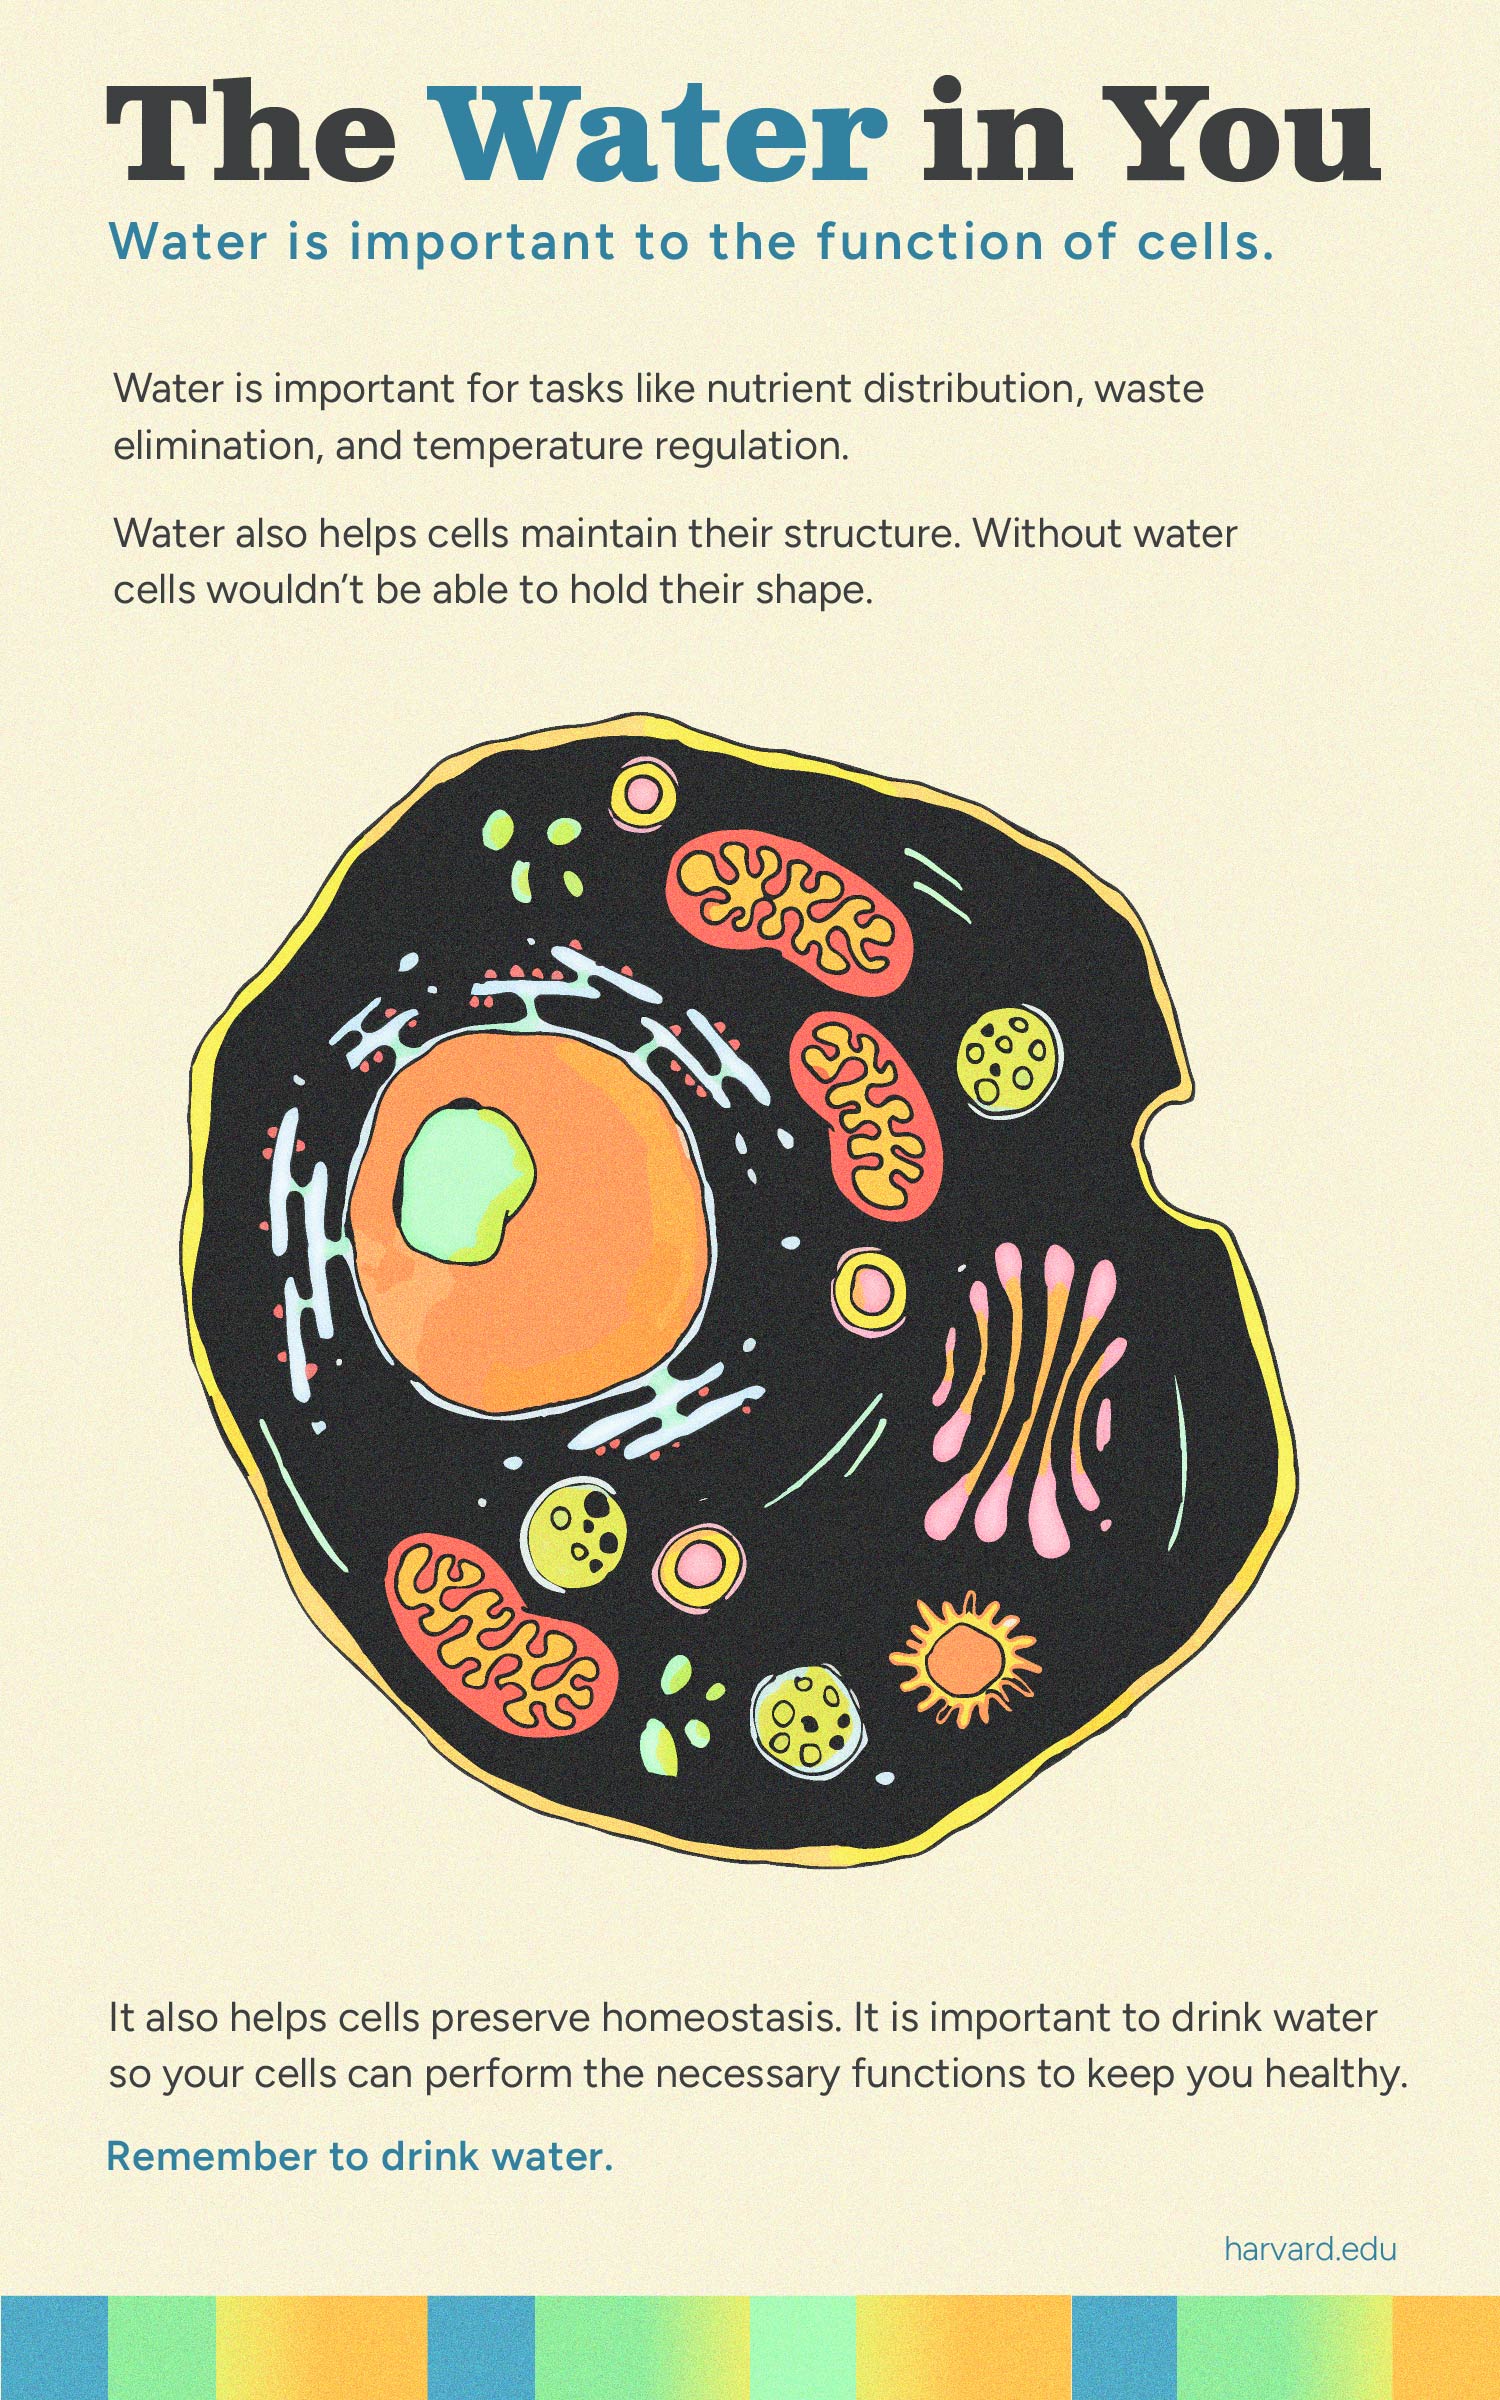 The Water in You
Water is important to the function of cells.
Water is important for tasks like nutrient distribution, waste
elimination, and temperature regulation.
Water also helps cells maintain their structure. Without water
cells wouldn’t be able to hold their shape.
It also helps cells preserve homeostasis. It is important to drink water
so your cells can perform the necessary functions to keep you healthy.
Remember to drink water.
harvard.edu